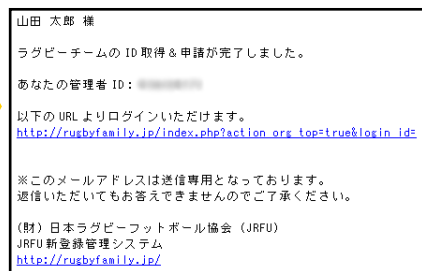 山田 太郎 様
ラグビーチームの ID 取得＆申請が完了しました。
あなたの管理者 ID：
以下の URL よりログインいただけます。
http://rugbyfamily.jp/index.php?action_org_top=true&login_id=
※このメールアドレスは送信専用となっております。
返信いただいてもお答えできませんのでご了承ください。
(財) 日本ラグビーフットボール協会 (JRFU)
JRFU 新登録管理システム
http://rugbyfamily.jp/